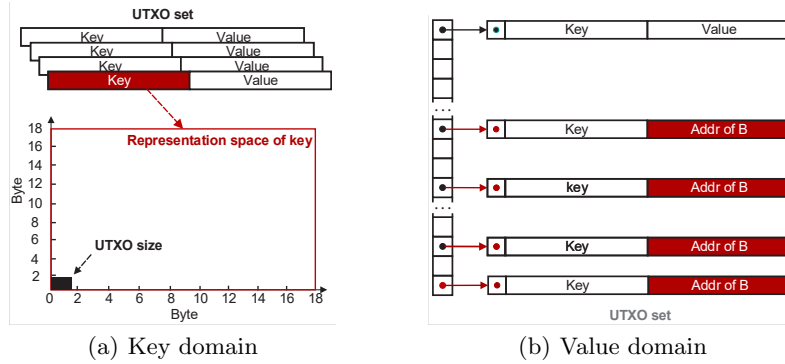 UTXO set
Key Value
Key Value
Key Value
Key Value
18
16
14
12
10
8
6
4
2
Byte
Representation space of key
UTXO size
0 2 4 6 8 10 12 14 16 18
Byte
(a) Key domain
Key Value
...
Key Addr of B
key Addr of B
...
Key Addr of B
Key Addr of B
UTXO set
(b) Value domain